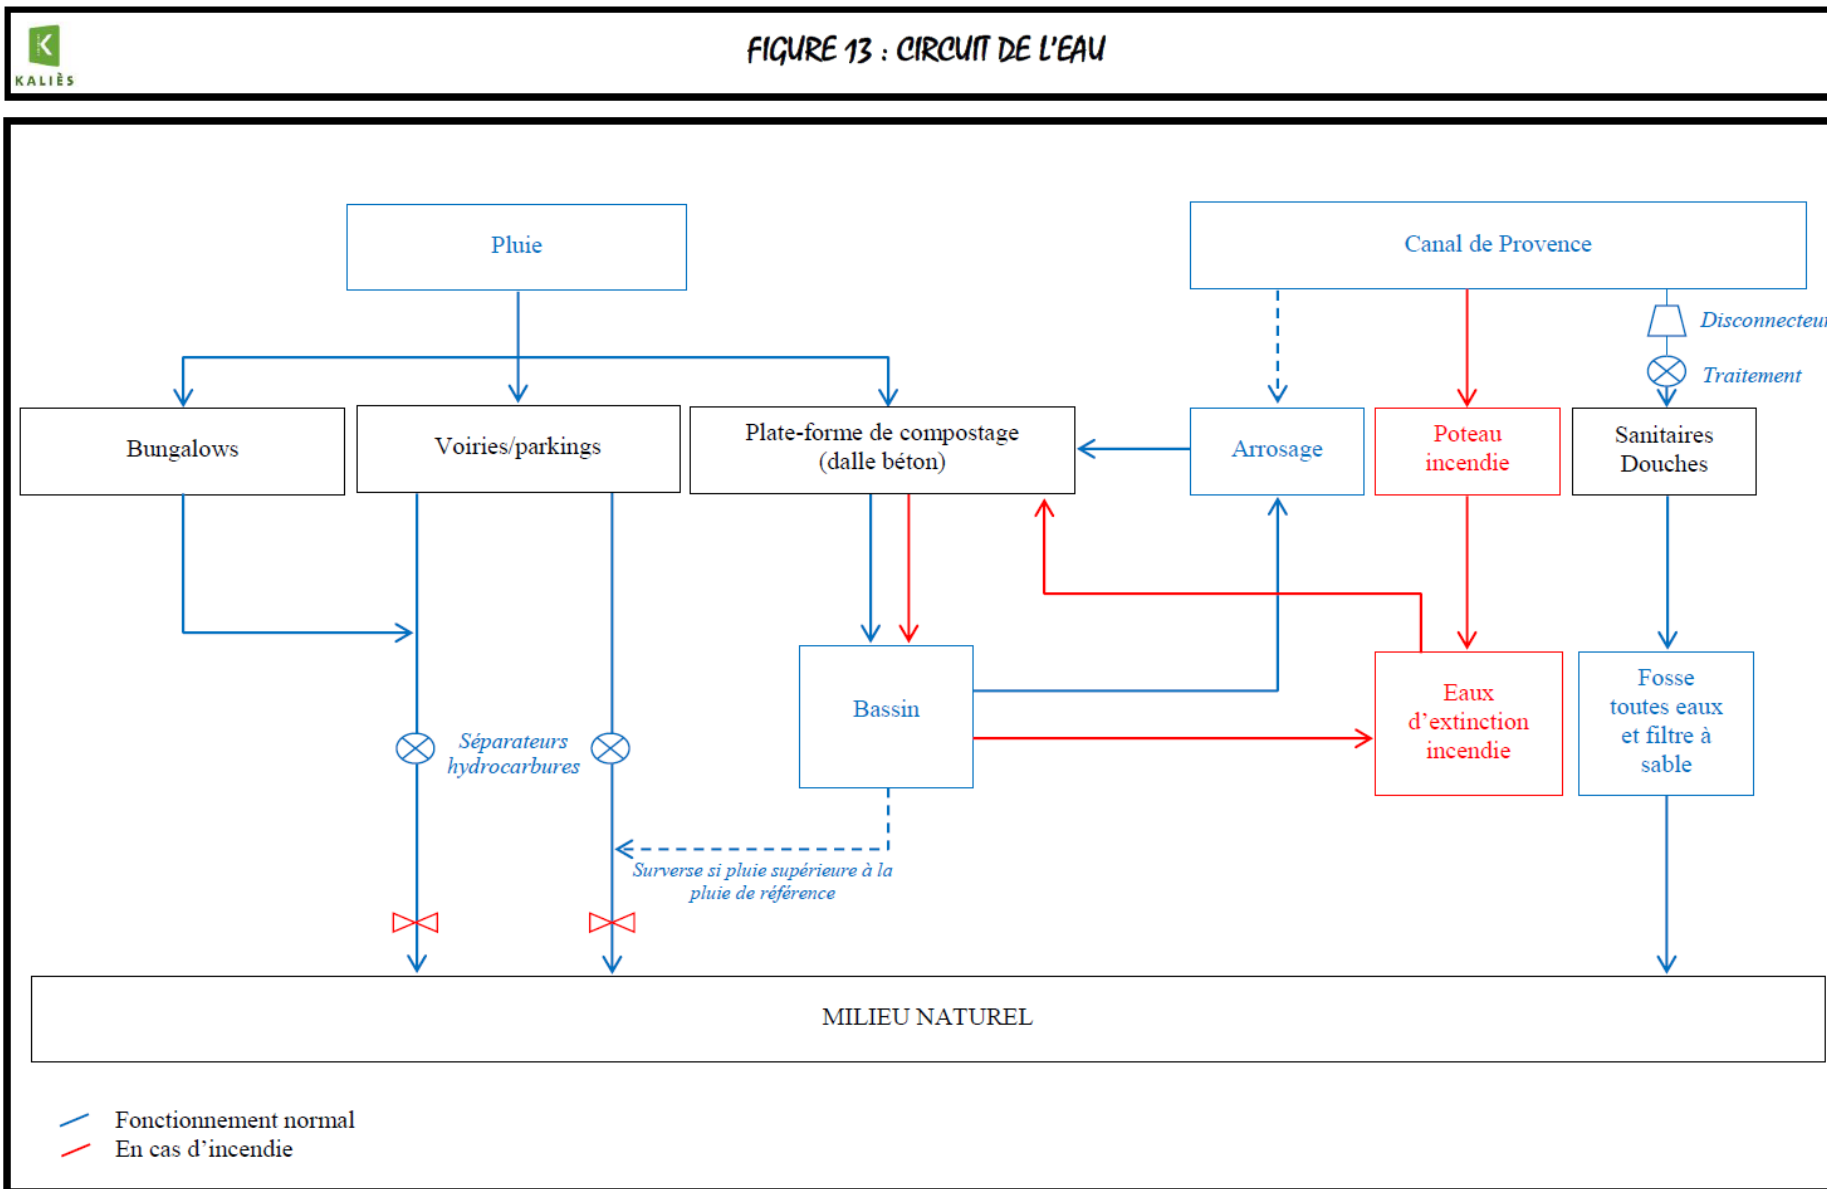 KALIÈS
FIGURE 13 : CIRCUIT DE L'EAU
Pluie
Canal de Provence
Disconnecteur
Traitement
Bungalows
Voiries/parkings
Plate-forme de compostage
(dalle béton)
Arrosage
Poteau
incendie
Sanitaires
Douches
Séparateurs
hydrocarbures
Bassin
Eaux
d’extinction
incendie
Fosse
toutes eaux
et filtre à
sable
Surverse si pluie supérieure à la
pluie de référence
MILIEU NATUREL
Fonctionnement normal
En cas d’incendie